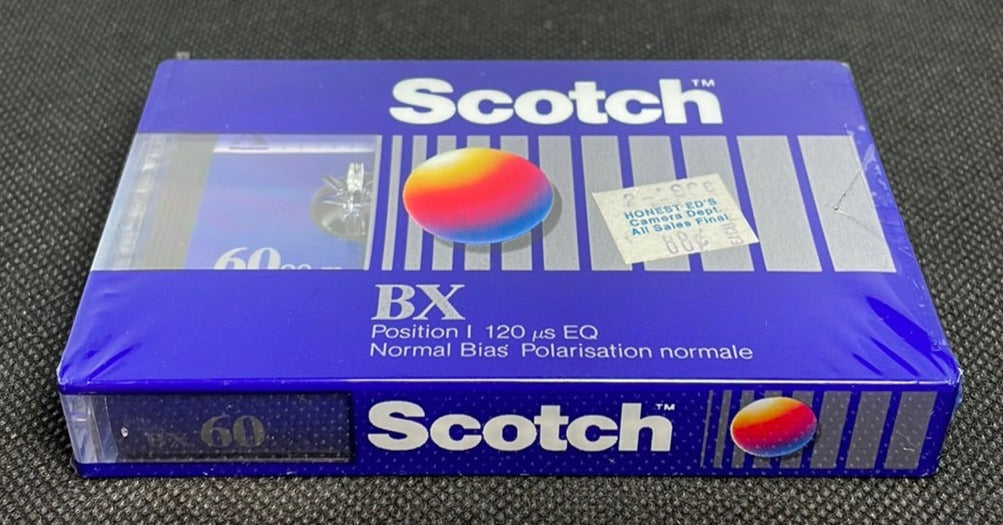 Scotch™
HONEST ED'S
Camera Dept.
All Sales Final
60
BX
Position I 120 µs EQ
Normal Bias Polarisation normale
BX 60
Scotch™